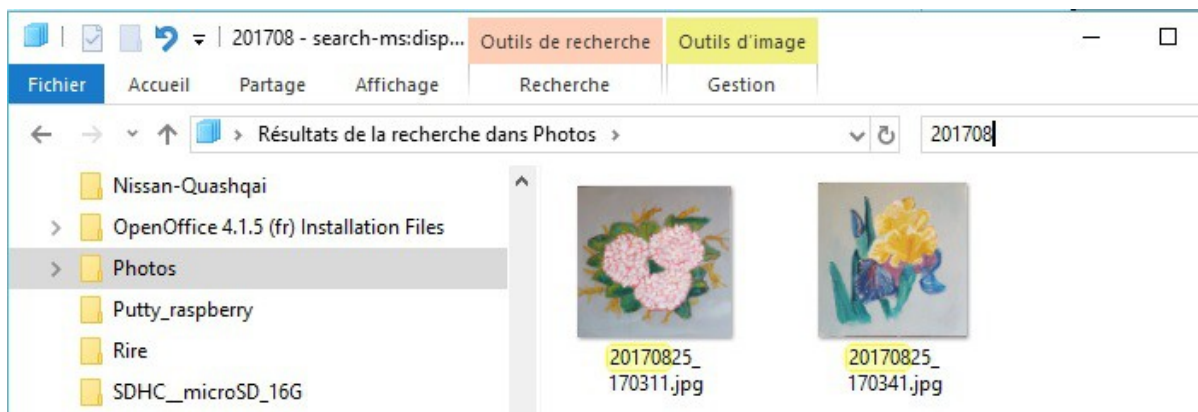 201708 - search-ms:disp... Outils de recherche Outils d'image
Fichier Accueil Partage Affichage Recherche Gestion
Résultats de la recherche dans Photos 201708
Nissan-Quashqai
OpenOffice 4.1.5 (fr) Installation Files
Photos
Putty_raspberry
Rire
SDHC__microSD_16G
20170825_ 20170825_
170311.jpg 170341.jpg